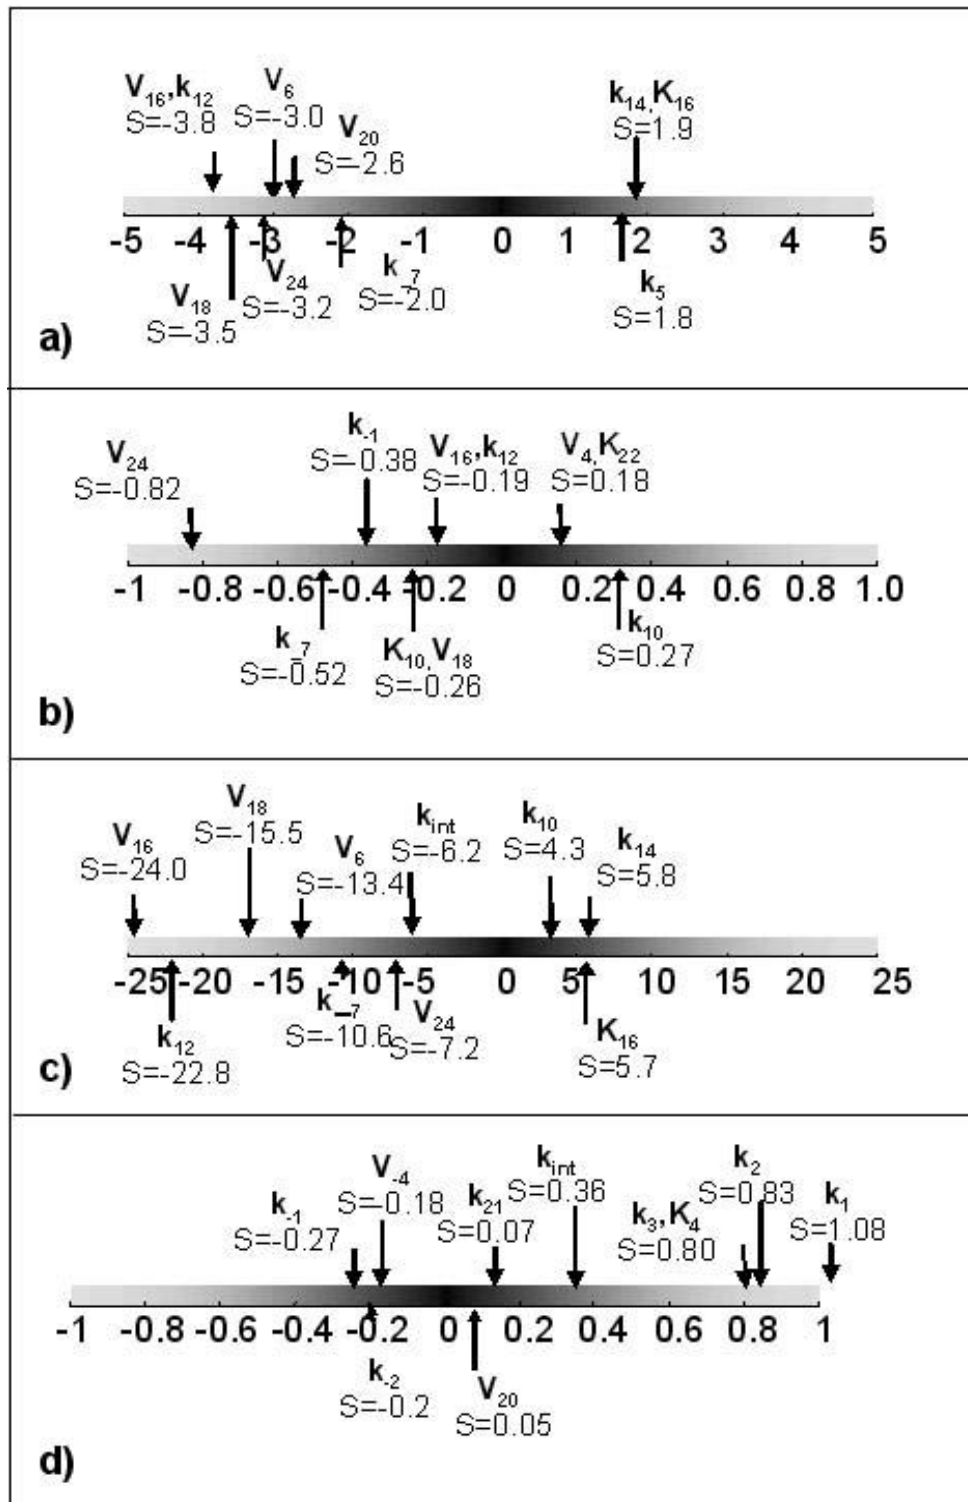 V16,k12
S=-3.8
V6
S=-3.0
V20
S=-2.6
k14,K16
S=1.9
-5 -4 -3 -2 -1 0 1 2 3 4 5
V18
S=-3.5
V24
S=-3.2
k-7
S=-2.0
k5
S=1.8
a)
V24
S=-0.82
k-1
S=-0.38
V16,k12
S=-0.19
V4,K22
S=0.18
-1 -0.8 -0.6 -0.4 -0.2 0 0.2 0.4 0.6 0.8 1.0
k-7
S=-0.52
K10,V18
S=-0.26
k10
S=0.27
b)
V16
S=-24.0
V18
S=-15.5
V6
S=-13.4
kint
S=-6.2
k10
S=4.3
k14
S=5.8
-25 -20 -15 -10 -5 0 5 10 15 20 25
k12
S=-22.8
k-7
S=-10.6
V24
S=-7.2
K16
S=5.7
c)
k-1
S=-0.27
V-4
S=-0.18
k21
S=0.07
kint
S=0.36
k3,K4
S=0.80
k2
S=0.83
k1
S=1.08
-1 -0.8 -0.6 -0.4 -0.2 0 0.2 0.4 0.6 0.8 1
k-2
S=-0.2
V20
S=0.05
d)